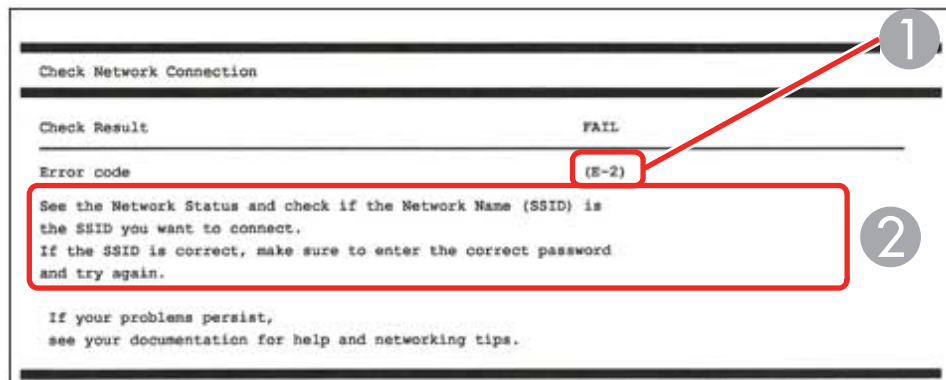 1
Check Network Connection
Check Result FAIL
Error code (E-2)
See the Network Status and check if the Network Name (SSID) is
the SSID you want to connect.
If the SSID is correct, make sure to enter the correct password
and try again.
2
If your problems persist,
see your documentation for help and networking tips.